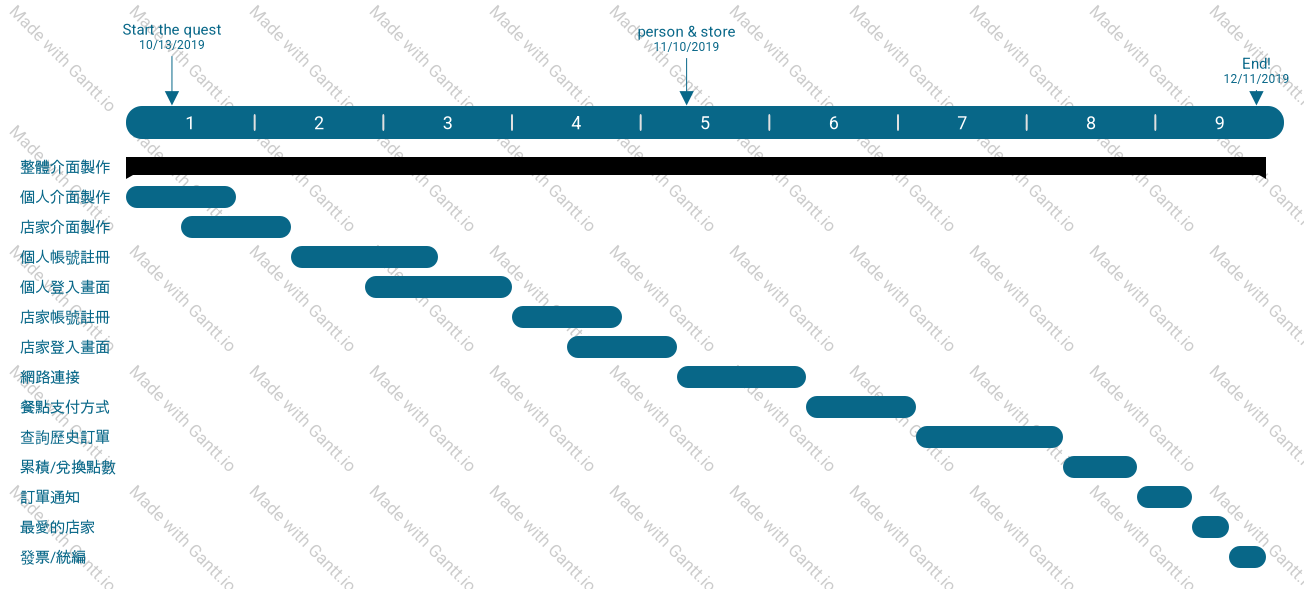 Start the quest
10/13/2019
person & store
11/10/2019
End!
12/11/2019
1 2 3 4 5 6 7 8 9
整體介面製作
個人介面製作
店家介面製作
個人帳號註冊
個人登入畫面
店家帳號註冊
店家登入畫面
網路連接
餐點支付方式
查詢歷史訂單
累積/兌換點數
訂單通知
最愛的店家
發票/統編
Made with Gantt.io